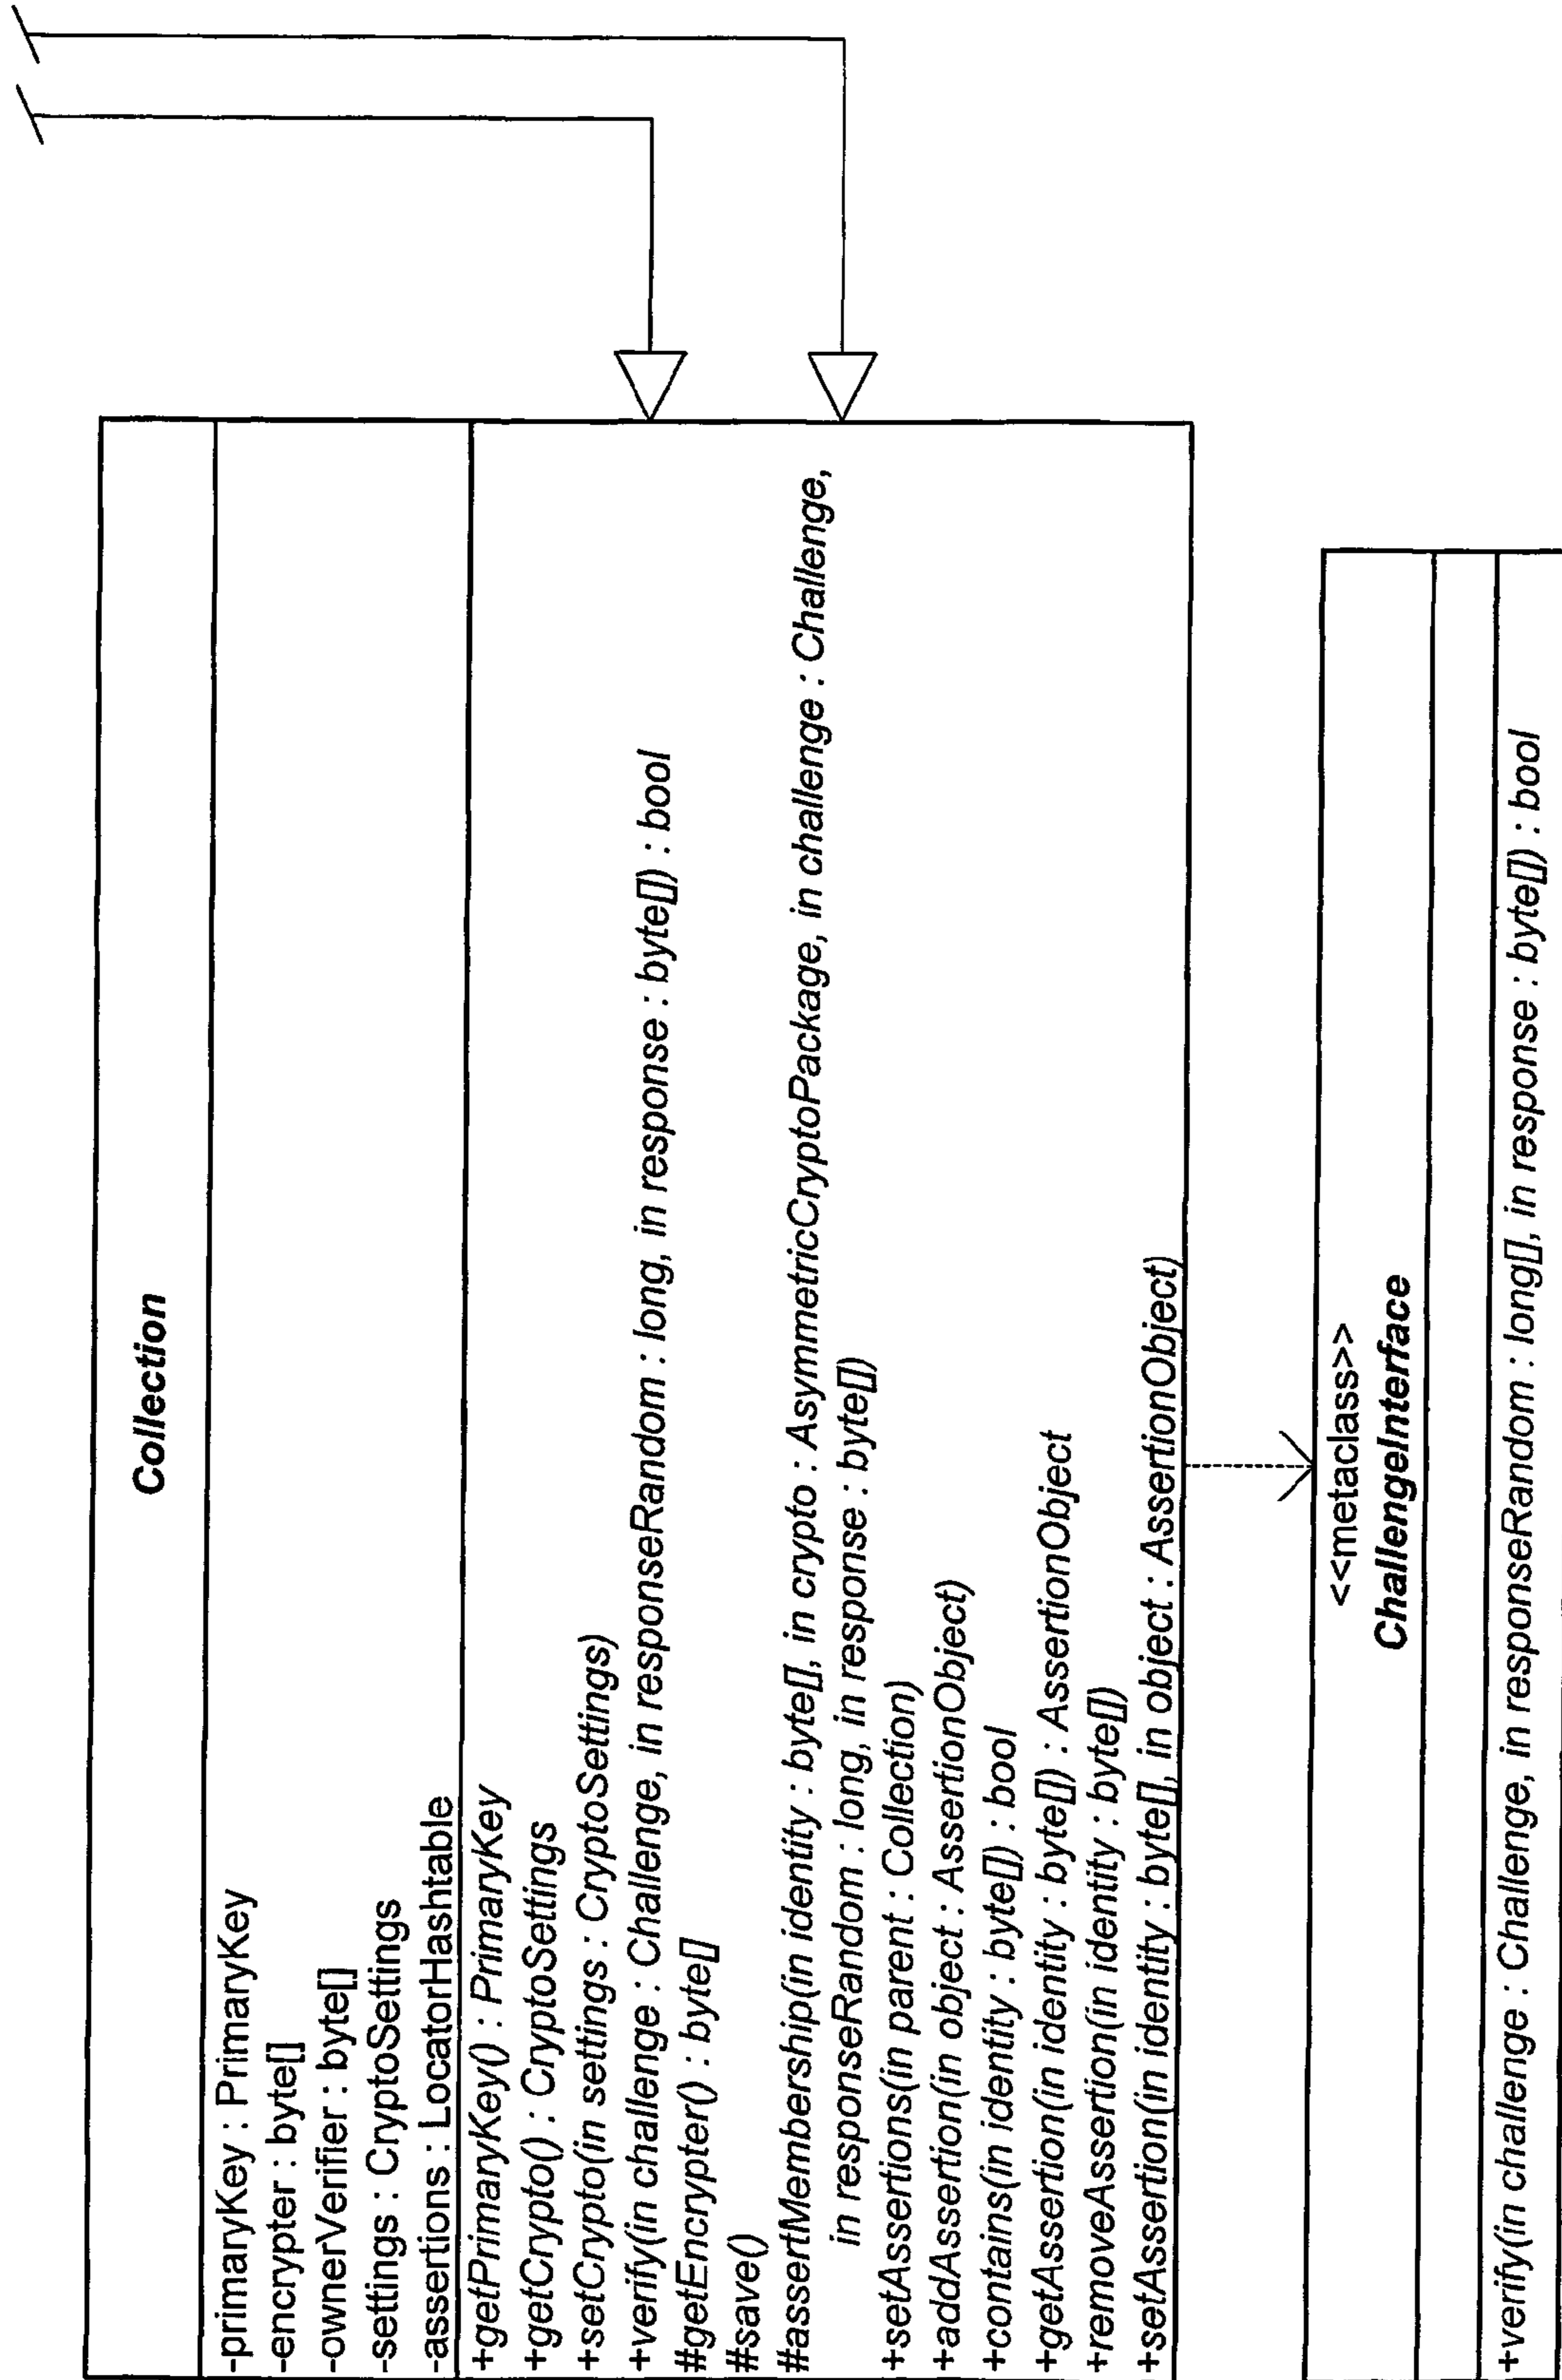 Collection
-primaryKey : PrimaryKey
-encrypter : byte[]
-ownerVerifier : byte[]
-settings : CryptoSettings
-assertions : LocatorHashtable
+getPrimaryKey() : PrimaryKey
+getCrypto() : CryptoSettings
+setCrypto(in settings : CryptoSettings)
+verify(in challenge : Challenge, in responseRandom : long, in response : byte[]) : bool
#getEncrypter() : byte[]
#save()
#assertMembership(in identity : byte[], in crypto : AsymmetricCryptoPackage, in challenge : Challenge,
in responseRandom : long, in response : byte[])
+setAssertions(in parent : Collection)
+addAssertion(in object : AssertionObject)
+contains(in identity : byte[]) : bool
+getAssertion(in identity : byte[]) : AssertionObject
+removeAssertion(in identity : byte[])
+setAssertion(in identity : byte[], in object : AssertionObject)
<<metaclass>>
ChallengeInterface
+verify(in challenge : Challenge, in responseRandom : long[], in response : byte[]) : bool